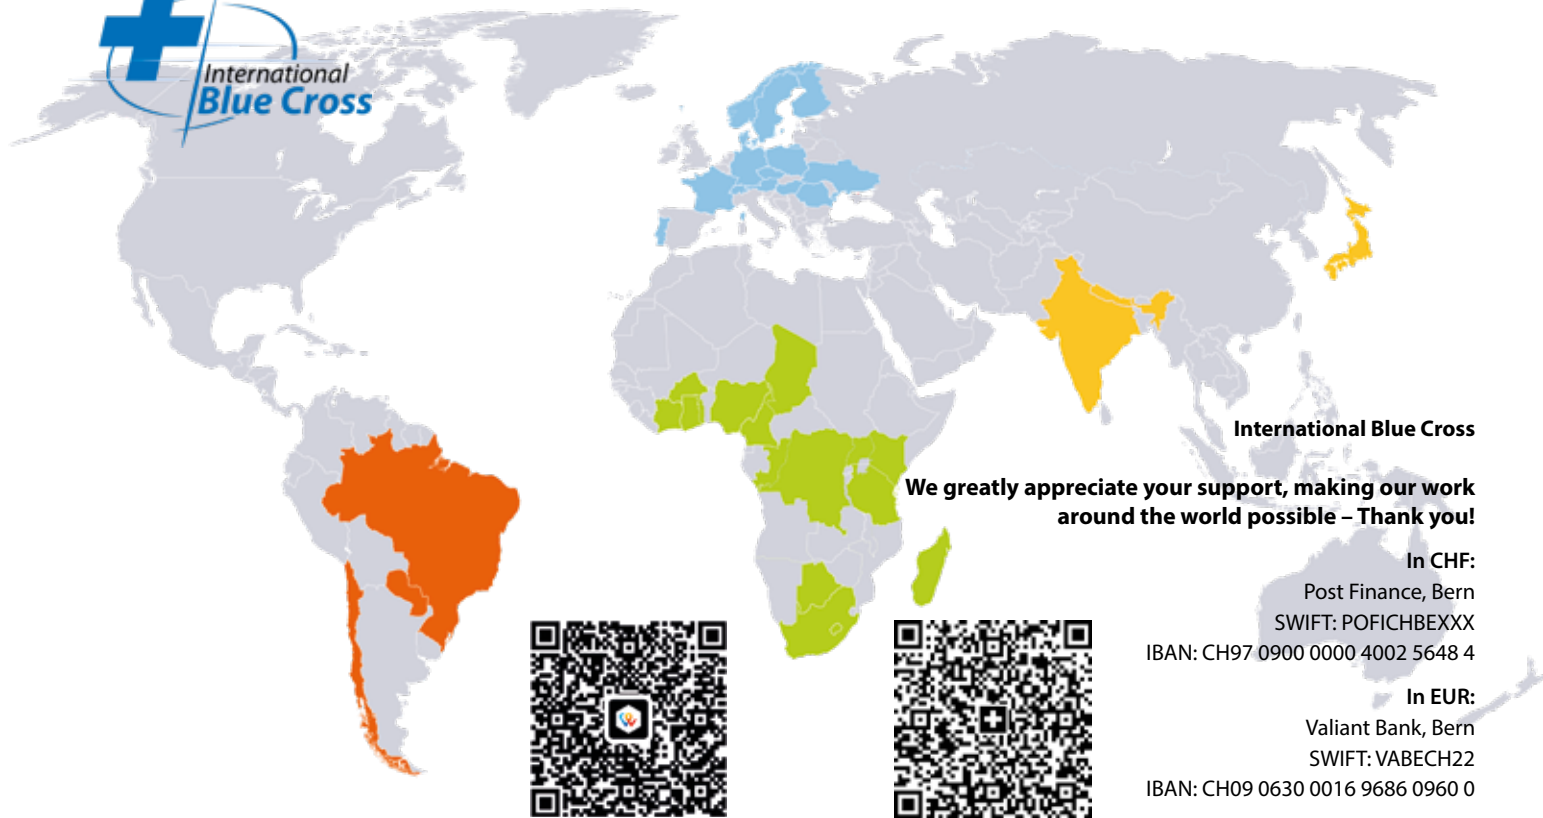 International
Blue Cross
International Blue Cross
We greatly appreciate your support, making our work
around the world possible – Thank you!
In CHF:
Post Finance, Bern
SWIFT: POFICHBEXXX
IBAN: CH97 0900 0000 4002 5648 4
In EUR:
Valiant Bank, Bern
SWIFT: VABECH22
IBAN: CH09 0630 0016 9686 0960 0